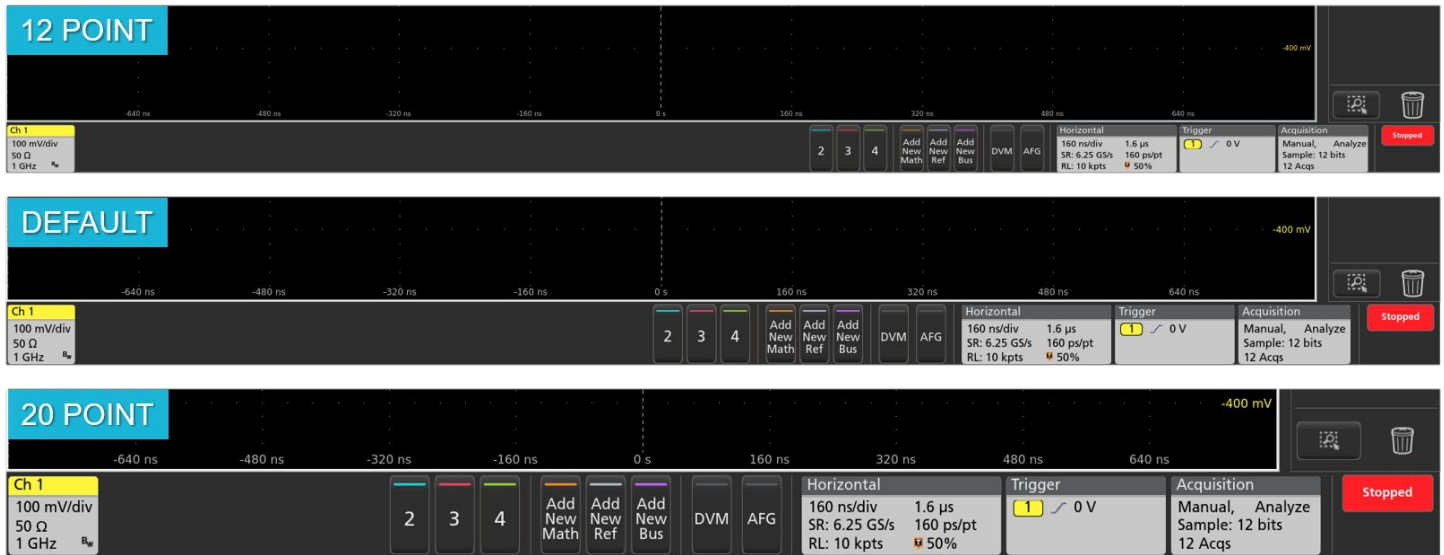 12 POINT
-400 mV
-640 ns -480 ns -320 ns -160 ns 0 s 160 ns 320 ns 480 ns 640 ns
Ch 1 Horizontal Trigger Acquisition
100 mV/div 2 3 4 Add New Math Add New Ref Add New Bus DVM AFG 160 ns/div 1.6 µs 1 0 V Manual, Analyze Stopped
50 Ω SR: 6.25 GS/s 160 ps/pt Sample: 12 bits
1 GHz Bw RL: 10 kpts 50% 12 Acqs
DEFAULT
-400 mV
-640 ns -480 ns -320 ns -160 ns 0 s 160 ns 320 ns 480 ns 640 ns
Ch 1 Horizontal Trigger Acquisition
100 mV/div 2 3 4 Add New Math Add New Ref Add New Bus DVM AFG 160 ns/div 1.6 µs 1 0 V Manual, Analyze Stopped
50 Ω SR: 6.25 GS/s 160 ps/pt Sample: 12 bits
1 GHz Bw RL: 10 kpts 50% 12 Acqs
20 POINT
-400 mV
-640 ns -480 ns -320 ns -160 ns 0 s 160 ns 320 ns 480 ns 640 ns
Ch 1 Horizontal Trigger Acquisition
100 mV/div 2 3 4 Add New Math Add New Ref Add New Bus DVM AFG 160 ns/div 1.6 µs 1 0 V Manual, Analyze Stopped
50 Ω SR: 6.25 GS/s 160 ps/pt Sample: 12 bits
1 GHz Bw RL: 10 kpts 50% 12 Acqs